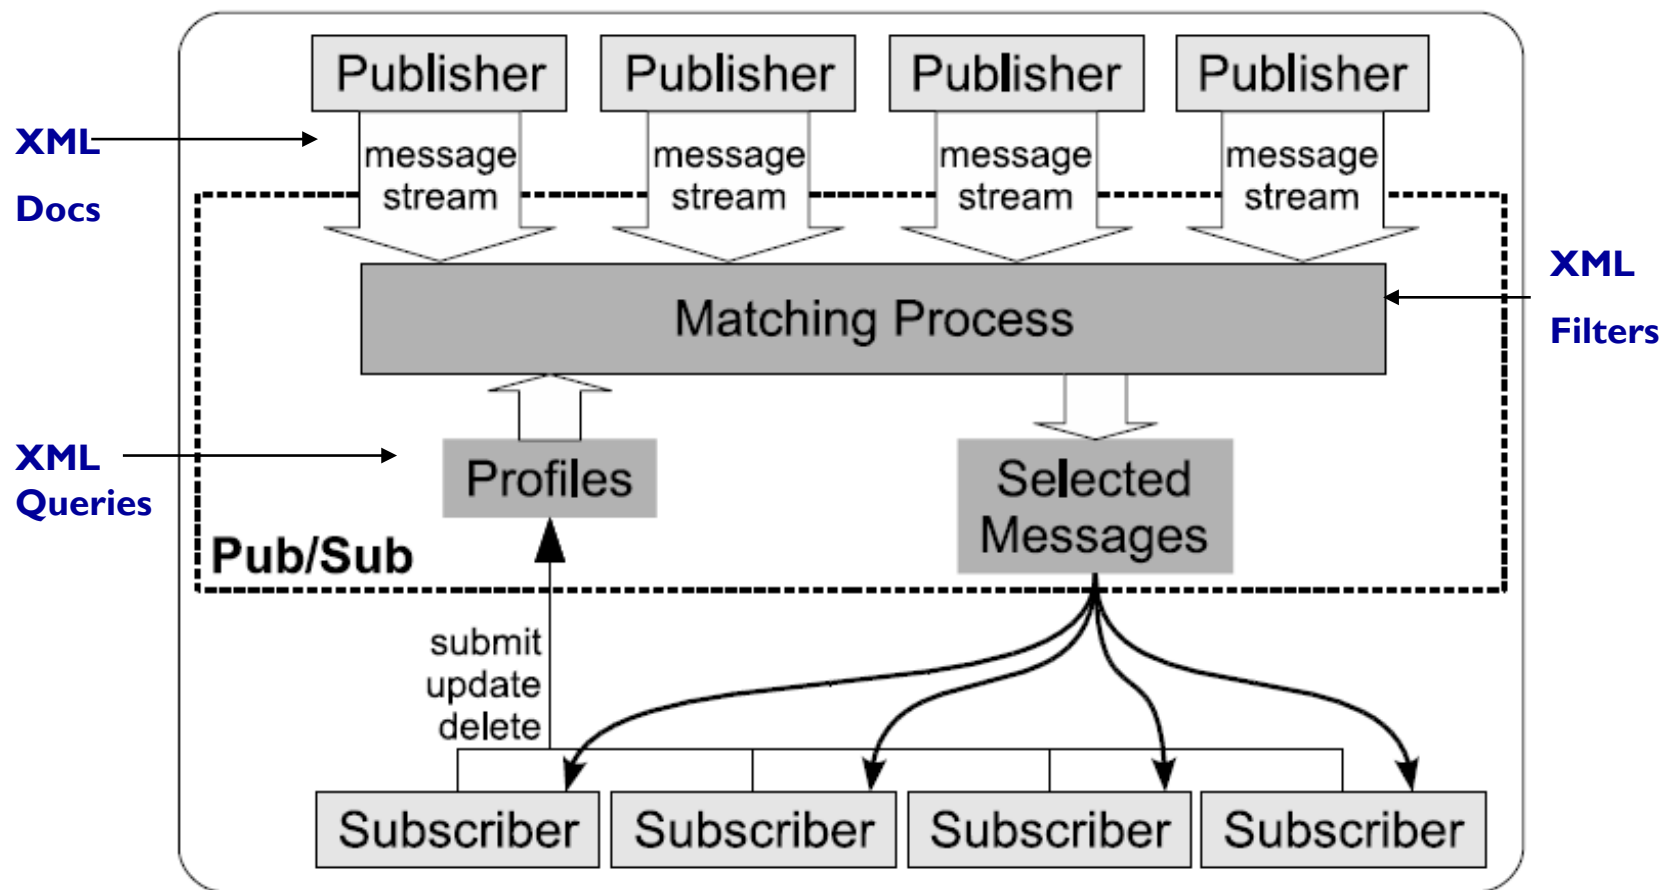 Publisher
Publisher
Publisher
Publisher
XML
Docs
message
stream
message
stream
message
stream
message
stream
Matching Process
XML
Filters
XML
Queries
Profiles
Selected
Messages
Pub/Sub
submit
update
delete
Subscriber
Subscriber
Subscriber
Subscriber